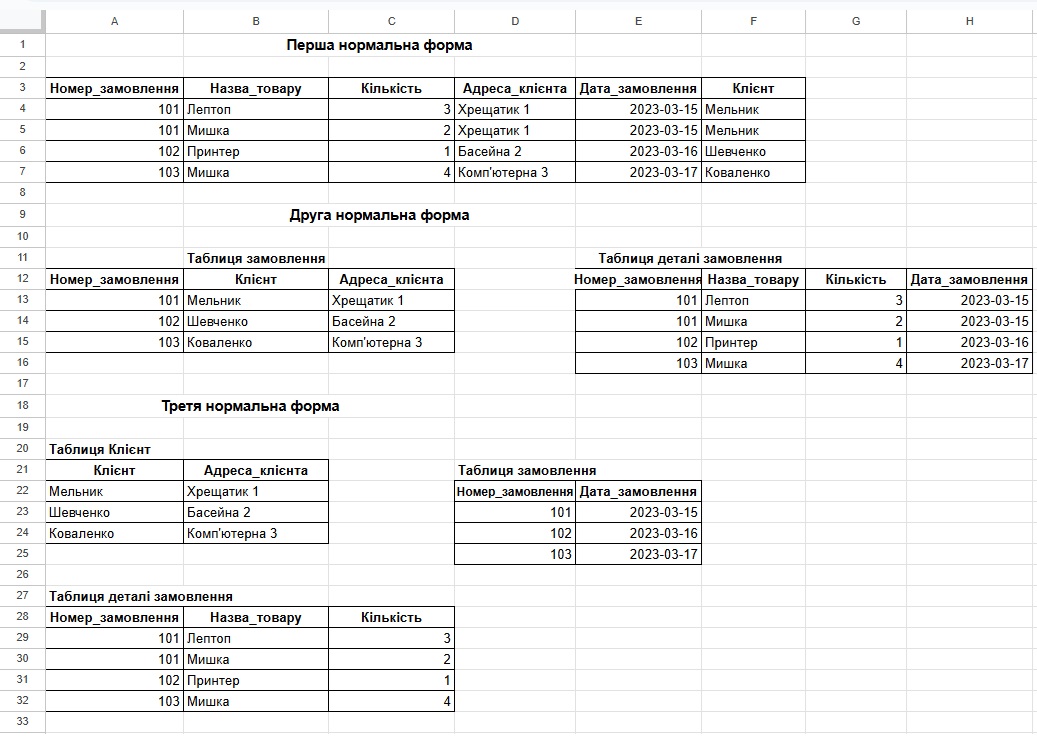 A B C D E F G H
1 Перша нормальна форма
2
3 Номер_замовлення Назва_товару Кількість Адреса_клієнта Дата_замовлення Клієнт
4 101 Лептоп 3 Хрещатик 1 2023-03-15 Мельник
5 101 Мишка 2 Хрещатик 1 2023-03-15 Мельник
6 102 Принтер 1 Басейна 2 2023-03-16 Шевченко
7 103 Мишка 4 Комп'ютерна 3 2023-03-17 Коваленко
8
9 Друга нормальна форма
10
11 Таблиця замовлення Таблиця деталі замовлення
12 Номер_замовлення Клієнт Адреса_клієнта Номер_замовлення Назва_товару Кількість Дата_замовлення
13 101 Мельник Хрещатик 1 101 Лептоп 3 2023-03-15
14 102 Шевченко Басейна 2 101 Мишка 2 2023-03-15
15 103 Коваленко Комп'ютерна 3 102 Принтер 1 2023-03-16
16 103 Мишка 4 2023-03-17
17
18 Третя нормальна форма
19
20 Таблиця Клієнт
21 Клієнт Адреса_клієнта Таблиця замовлення
22 Мельник Хрещатик 1 Номер_замовлення Дата_замовлення
23 Шевченко Басейна 2 101 2023-03-15
24 Коваленко Комп'ютерна 3 102 2023-03-16
25 103 2023-03-17
26
27 Таблиця деталі замовлення
28 Номер_замовлення Назва_товару Кількість
29 101 Лептоп 3
30 101 Мишка 2
31 102 Принтер 1
32 103 Мишка 4
33